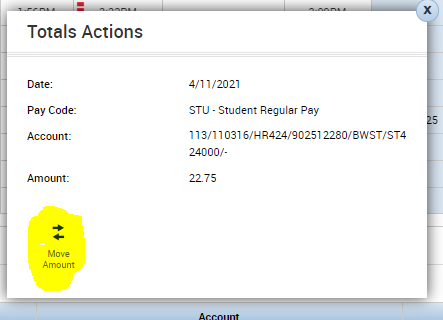 X
Totals Actions
Date: 4/11/2021
Pay Code: STU - Student Regular Pay
Account: 113/110316/HR424/902512280/BWST/ST4
24000/-
25
Amount: 22.75
Move
Amount
Account